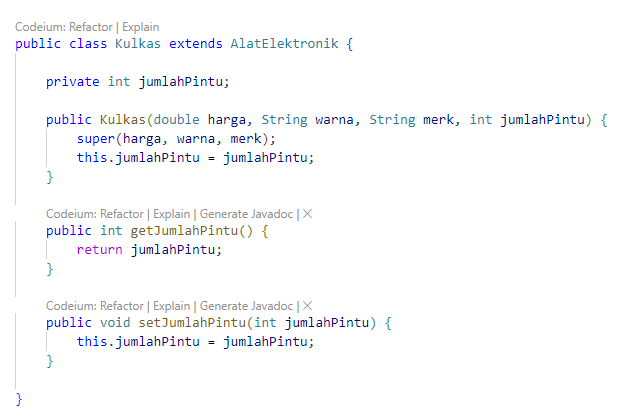 Codeium: Refactor | Explain
public class Kulkas extends AlatElektronik {
private int jumlahPintu;
public Kulkas(double harga, String warna, String merk, int jumlahPintu) {
super(harga, warna, merk);
this.jumlahPintu = jumlahPintu;
}
Codeium: Refactor | Explain | Generate Javadoc | ×
public int getJumlahPintu() {
return jumlahPintu;
}
Codeium: Refactor | Explain | Generate Javadoc | ×
public void setJumlahPintu(int jumlahPintu) {
this.jumlahPintu = jumlahPintu;
}
}